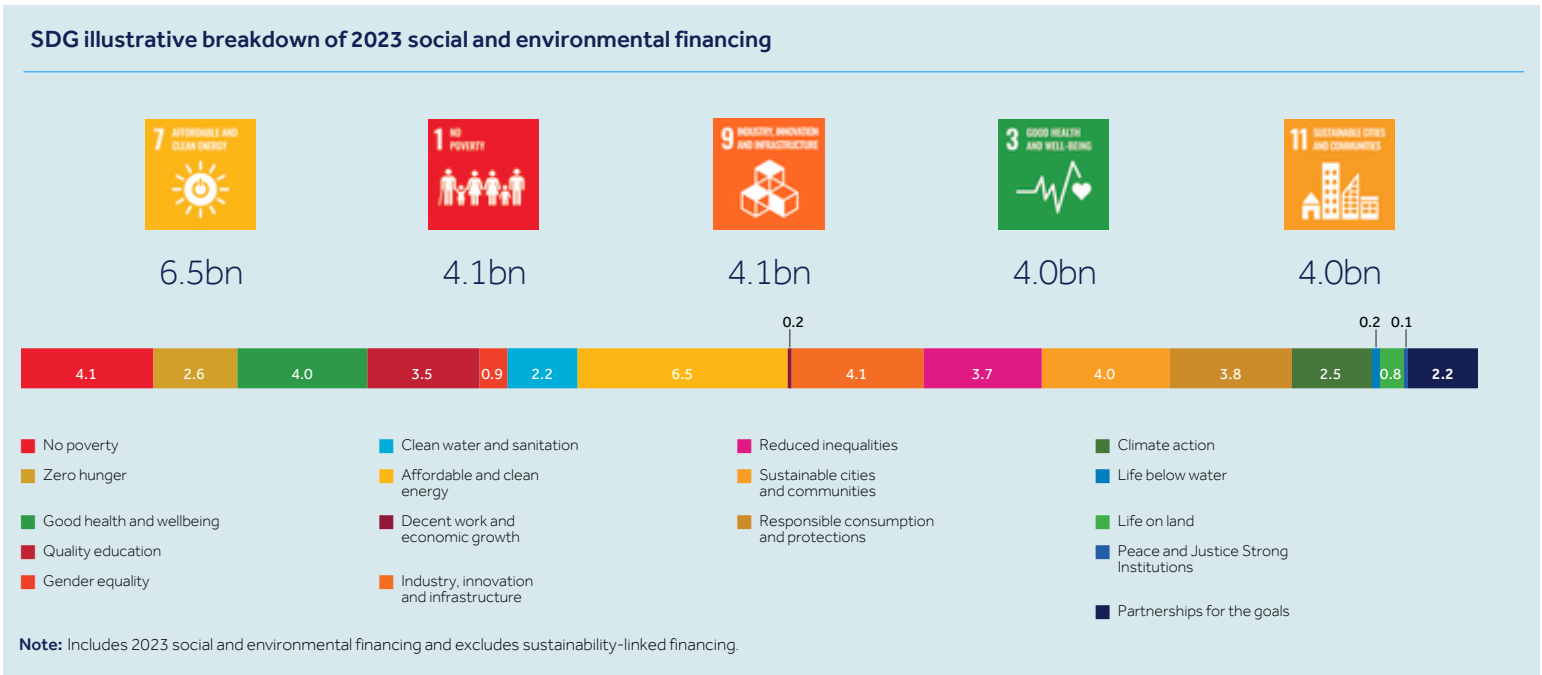 SDG illustrative breakdown of 2023 social and environmental financing
7 AFFORDABLE AND
CLEAN ENERGY
1 NO
POVERTY
9 INDUSTRY, INNOVATION
AND INFRASTRUCTURE
3 GOOD HEALTH
AND WELL-BEING
11 SUSTAINABLE CITIES
AND COMMUNITIES
6.5bn
4.1bn
4.1bn
4.0bn
4.0bn
0.2
0.2
0.1
4.1
2.6
4.0
3.5
0.9
2.2
6.5
4.1
3.7
4.0
3.8
2.5
0.8
2.2
No poverty
Zero hunger
Good health and wellbeing
Quality education
Gender equality
Clean water and sanitation
Affordable and clean
energy
Decent work and
economic growth
Industry, innovation
and infrastructure
Reduced inequalities
Sustainable cities
and communities
Responsible consumption
and protections
Climate action
Life below water
Life on land
Peace and Justice Strong
Institutions
Partnerships for the goals
Note: Includes 2023 social and environmental financing and excludes sustainability-linked financing.